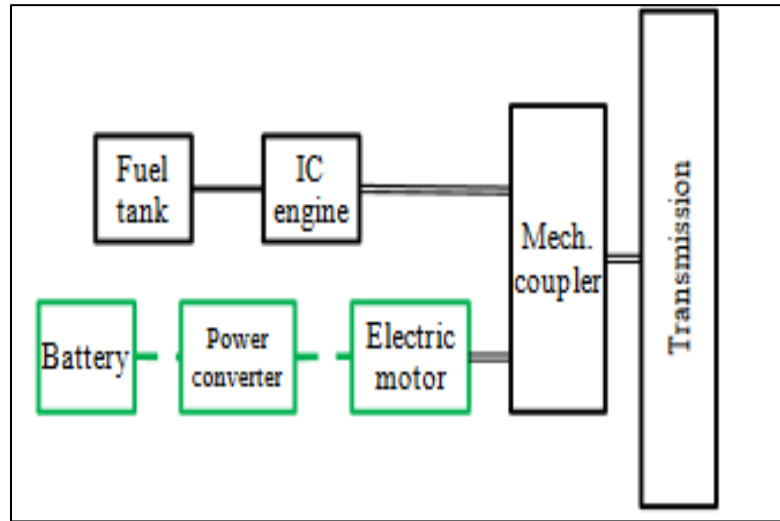 Fuel
tank
IC
engine
Mech.
coupler
Transmission
Battery
Power
converter
Electric
motor